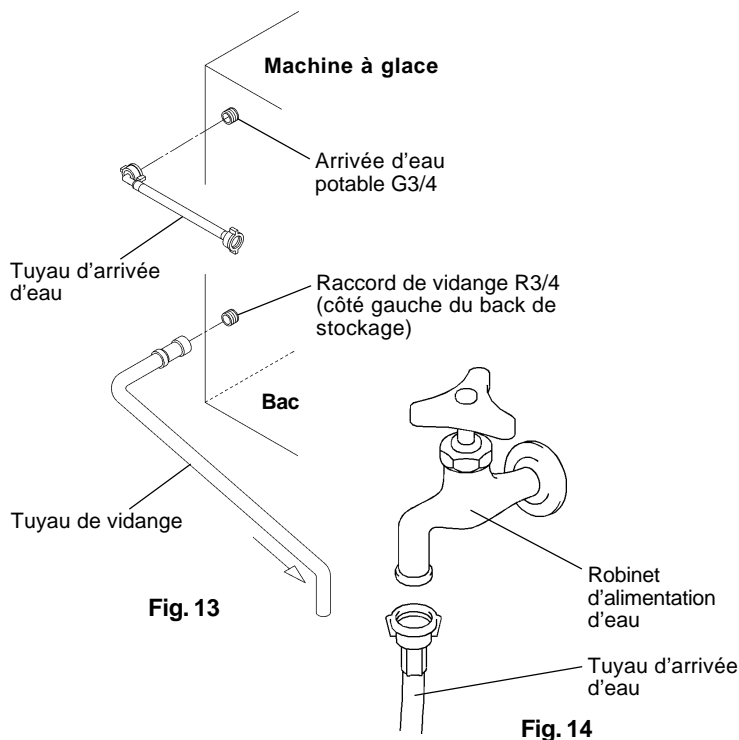 Machine à glace
Arrivée d'eau
potable G3/4
Tuyau d'arrivée
d'eau
Raccord de vidange R3/4
(côté gauche du back de
stockage)
Bac
Tuyau de vidange
Fig. 13
Robinet
d'alimentation
d'eau
Tuyau d'arrivée
d'eau
Fig. 14